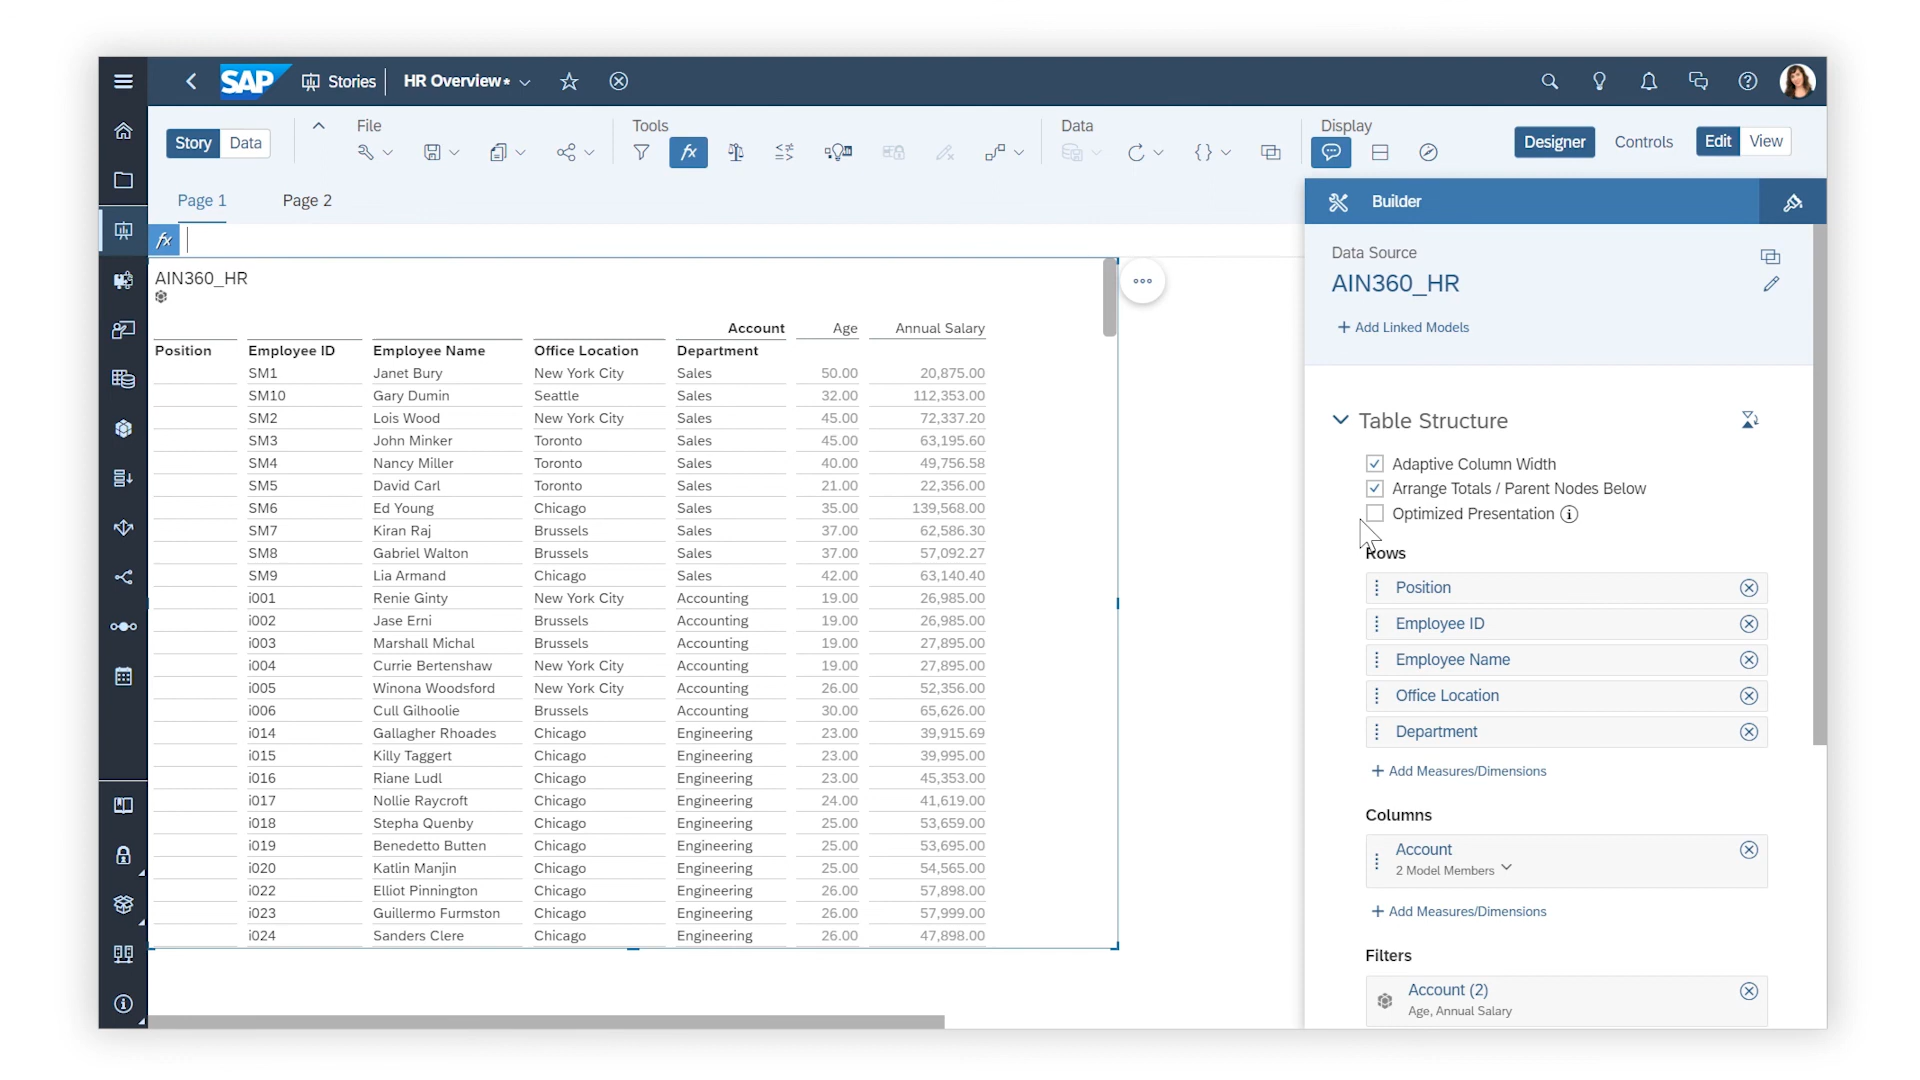 SAP Stories HR Overview*
Story Data
File
Tools
Data
Display
Designer Controls Edit View
Page 1 Page 2
Builder
fx
Data Source
AIN360_HR
+ Add Linked Models
AIN360_HR
Account Age Annual Salary
Position Employee ID Employee Name Office Location Department
SM1 Janet Bury New York City Sales 50.00 20,875.00
SM10 Gary Dumin Seattle Sales 32.00 112,353.00
SM2 Lois Wood New York City Sales 45.00 72,337.20
SM3 John Minker Toronto Sales 45.00 63,195.60
SM4 Nancy Miller Toronto Sales 40.00 49,756.58
SM5 David Carl Toronto Sales 21.00 22,356.00
SM6 Ed Young Chicago Sales 35.00 139,568.00
SM7 Kiran Raj Brussels Sales 37.00 62,586.30
SM8 Gabriel Walton Brussels Sales 37.00 57,092.27
SM9 Lia Armand Chicago Sales 42.00 63,140.40
i001 Renie Ginty New York City Accounting 19.00 26,985.00
i002 Jase Erni Brussels Accounting 19.00 26,985.00
i003 Marshall Michal Brussels Accounting 19.00 27,895.00
i004 Currie Bertenshaw New York City Accounting 19.00 27,895.00
i005 Winona Woodsford New York City Accounting 26.00 52,356.00
i006 Cull Gilhoolie Brussels Accounting 30.00 65,626.00
i014 Gallagher Rhoades Chicago Engineering 23.00 39,915.69
i015 Killy Taggert Chicago Engineering 23.00 39,995.00
i016 Riane Ludl Chicago Engineering 23.00 45,353.00
i017 Nollie Raycroft Chicago Engineering 24.00 41,619.00
i018 Stepha Quenby Chicago Engineering 25.00 53,659.00
i019 Benedetto Butten Chicago Engineering 25.00 53,695.00
i020 Katlin Manjin Chicago Engineering 25.00 54,565.00
i022 Elliot Pinnington Chicago Engineering 26.00 57,898.00
i023 Guillermo Furmston Chicago Engineering 26.00 57,999.00
i024 Sanders Clere Chicago Engineering 26.00 47,898.00
Table Structure
Adaptive Column Width
Arrange Totals / Parent Nodes Below
Optimized Presentation
Rows
Position
Employee ID
Employee Name
Office Location
Department
+ Add Measures/Dimensions
Columns
Account
2 Model Members
+ Add Measures/Dimensions
Filters
Account (2)
Age, Annual Salary